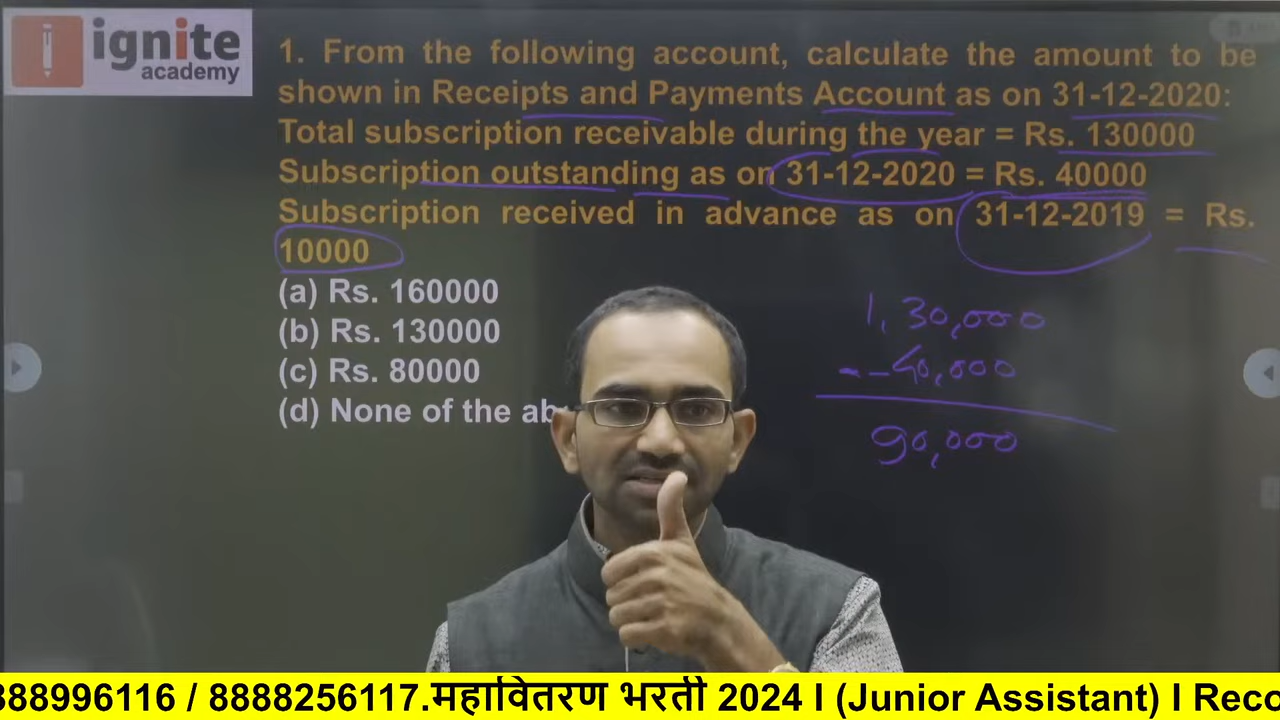 ignite
academy
1. From the following account, calculate the amount to be
shown in Receipts and Payments Account as on 31-12-2020:
Total subscription receivable during the year = Rs. 130000
Subscription outstanding as on 31-12-2020 = Rs. 40000
Subscription received in advance as on 31-12-2019 = Rs.
10000
(a) Rs. 160000
(b) Rs. 130000
(c) Rs. 80000
(d) None of the ab
1,30,000
- - 40,000
90,000
888996116 / 8888256117.महावितरण भरती 2024 I (Junior Assistant) I Reco